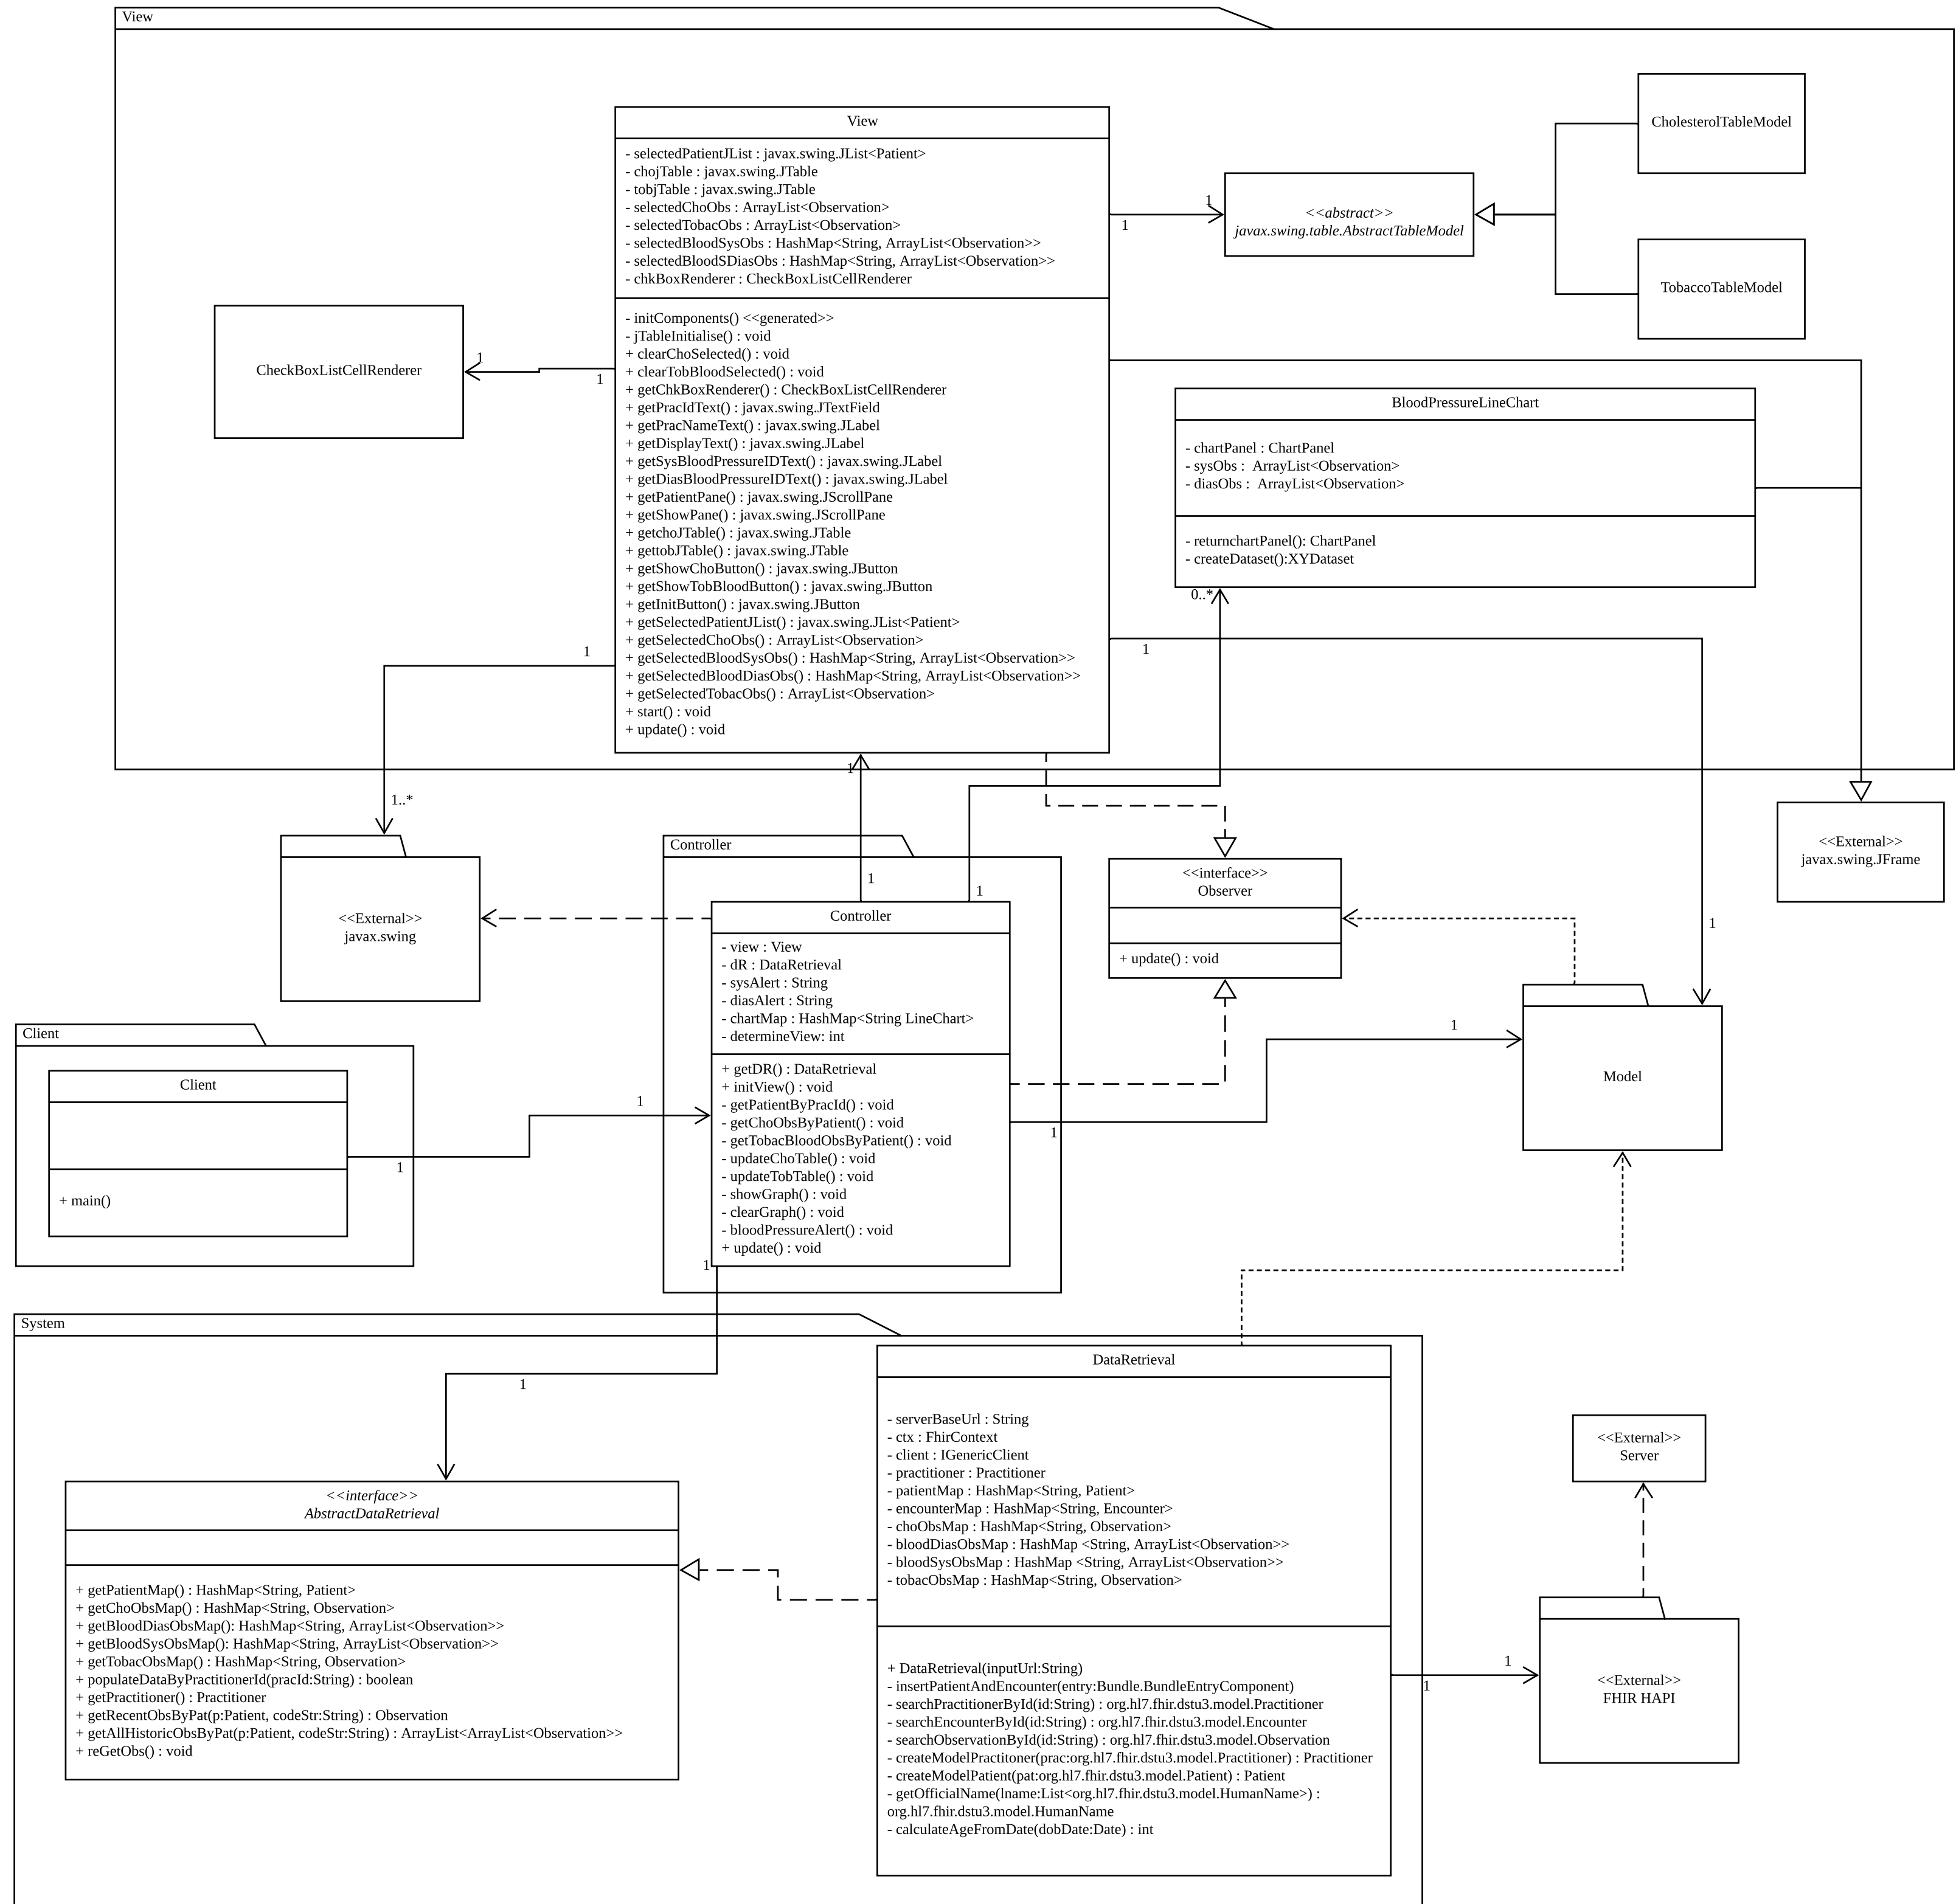 View
View
- selectedPatientJList : javax.swing.JList<Patient>
- chojTable : javax.swing.JTable
- tobjTable : javax.swing.JTable
- selectedChoObs : ArrayList<Observation>
- selectedTobacObs : ArrayList<Observation>
- selectedBloodSysObs : HashMap<String, ArrayList<Observation>>
- selectedBloodSDiasObs : HashMap<String, ArrayList<Observation>>
- chkBoxRenderer : CheckBoxListCellRenderer
- initComponents() <<generated>>
- jTableInitialise() : void
+ clearChoSelected() : void
+ clearTobBloodSelected() : void
+ getChkBoxRenderer() : CheckBoxListCellRenderer
+ getPracIdText() : javax.swing.JTextField
+ getPracNameText() : javax.swing.JLabel
+ getDisplayText() : javax.swing.JLabel
+ getSysBloodPressureIDText() : javax.swing.JLabel
+ getDiasBloodPressureIDText() : javax.swing.JLabel
+ getPatientPane() : javax.swing.JScrollPane
+ getShowPane() : javax.swing.JScrollPane
+ getchoJTable() : javax.swing.JTable
+ gettobJTable() : javax.swing.JTable
+ getShowChoButton() : javax.swing.JButton
+ getShowTobBloodButton() : javax.swing.JButton
+ getInitButton() : javax.swing.JButton
+ getSelectedPatientJList() : javax.swing.JList<Patient>
+ getSelectedChoObs() : ArrayList<Observation>
+ getSelectedBloodSysObs() : HashMap<String, ArrayList<Observation>>
+ getSelectedBloodDiasObs() : HashMap<String, ArrayList<Observation>>
+ getSelectedTobacObs() : ArrayList<Observation>
+ start() : void
+ update() : void
CheckBoxListCellRenderer
1
1
1
1
<<abstract>>
javax.swing.table.AbstractTableModel
CholesterolTableModel
TobaccoTableModel
BloodPressureLineChart
- chartPanel : ChartPanel
- sysObs :  ArrayList<Observation>
- diasObs :  ArrayList<Observation>
- returnchartPanel(): ChartPanel
- createDataset():XYDataset
0..*
1
1
1..*
1
1
1
1
<<External>>
javax.swing.JFrame
<<External>>
javax.swing
Controller
Controller
- view : View
- dR : DataRetrieval
- sysAlert : String
- diasAlert : String
- chartMap : HashMap<String LineChart>
- determineView: int
+ getDR() : DataRetrieval
+ initView() : void
- getPatientByPracId() : void
- getChoObsByPatient() : void
- getTobacBloodObsByPatient() : void
- updateChoTable() : void
- updateTobTable() : void
- showGraph() : void
- clearGraph() : void
- bloodPressureAlert() : void
+ update() : void
<<interface>>
Observer
+ update() : void
1
1
Model
Client
Client
+ main()
1
1
1
1
System
<<interface>>
AbstractDataRetrieval
+ getPatientMap() : HashMap<String, Patient>
+ getChoObsMap() : HashMap<String, Observation>
+ getBloodDiasObsMap(): HashMap<String, ArrayList<Observation>>
+ getBloodSysObsMap(): HashMap<String, ArrayList<Observation>>
+ getTobacObsMap() : HashMap<String, Observation>
+ populateDataByPractitionerId(pracId:String) : boolean
+ getPractitioner() : Practitioner
+ getRecentObsByPat(p:Patient, codeStr:String) : Observation
+ getAllHistoricObsByPat(p:Patient, codeStr:String) : ArrayList<ArrayList<Observation>>
+ reGetObs() : void
DataRetrieval
- serverBaseUrl : String
- ctx : FhirContext
- client : IGenericClient
- practitioner : Practitioner
- patientMap : HashMap<String, Patient>
- encounterMap : HashMap<String, Encounter>
- choObsMap : HashMap<String, Observation>
- bloodDiasObsMap : HashMap <String, ArrayList<Observation>>
- bloodSysObsMap : HashMap <String, ArrayList<Observation>>
- tobacObsMap : HashMap<String, Observation>
+ DataRetrieval(inputUrl:String)
- insertPatientAndEncounter(entry:Bundle.BundleEntryComponent)
- searchPractitionerById(id:String) : org.hl7.fhir.dstu3.model.Practitioner
- searchEncounterById(id:String) : org.hl7.fhir.dstu3.model.Encounter
- searchObservationById(id:String) : org.hl7.fhir.dstu3.model.Observation
- createModelPractitoner(prac:org.hl7.fhir.dstu3.model.Practitioner) : Practitioner
- createModelPatient(pat:org.hl7.fhir.dstu3.model.Patient) : Patient
- getOfficialName(lname:List<org.hl7.fhir.dstu3.model.HumanName>) :
org.hl7.fhir.dstu3.model.HumanName
- calculateAgeFromDate(dobDate:Date) : int
1
1
<<External>>
Server
<<External>>
FHIR HAPI